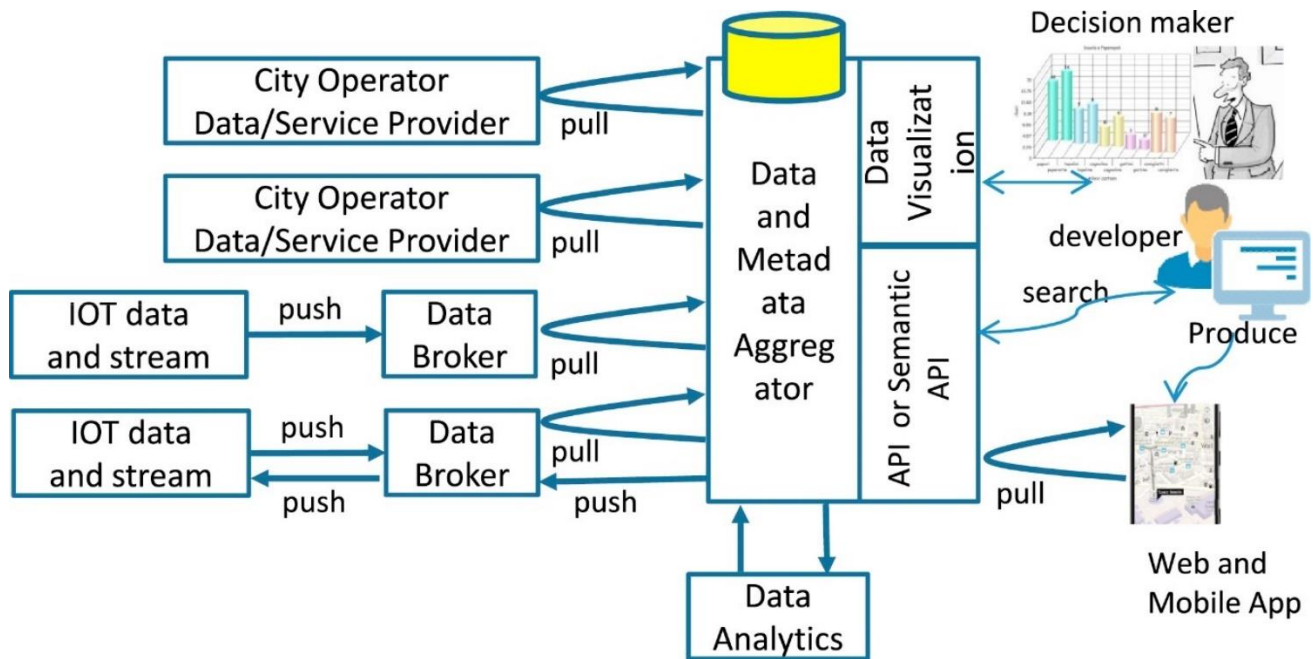 Decision maker
City Operator
Data/Service Provider
pull
City Operator
Data/Service Provider
pull
IOT data
and stream
push
Data
Broker
pull
IOT data
and stream
push
push
Data
Broker
pull
push
Data
and
Metad
ata
Aggreg
ator
Data
Visualizat
ion
API or Semantic
API
developer
search
Produce
pull
Web and
Mobile App
Data
Analytics